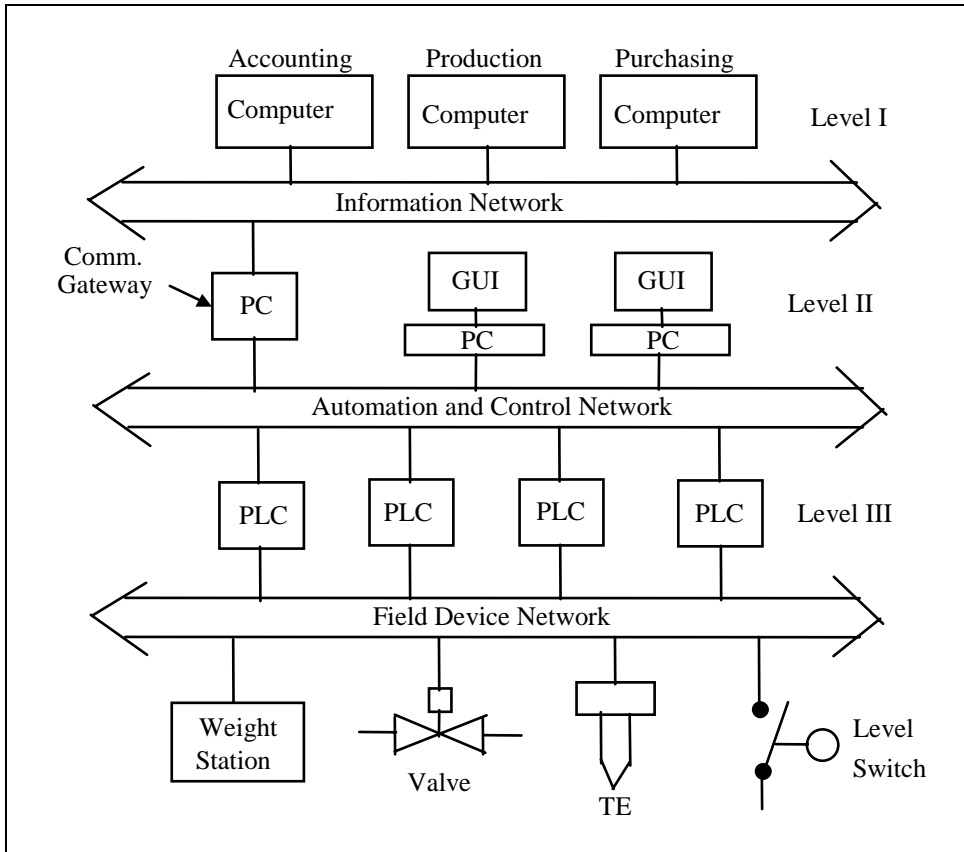 Accounting
Production
Purchasing
Computer
Computer
Computer
Level I
Information Network
Comm.
Gateway
PC
GUI
GUI
Level II
PC
PC
Automation and Control Network
PLC
PLC
PLC
PLC
Level III
Field Device Network
Weight
Station
Valve
TE
Level
Switch